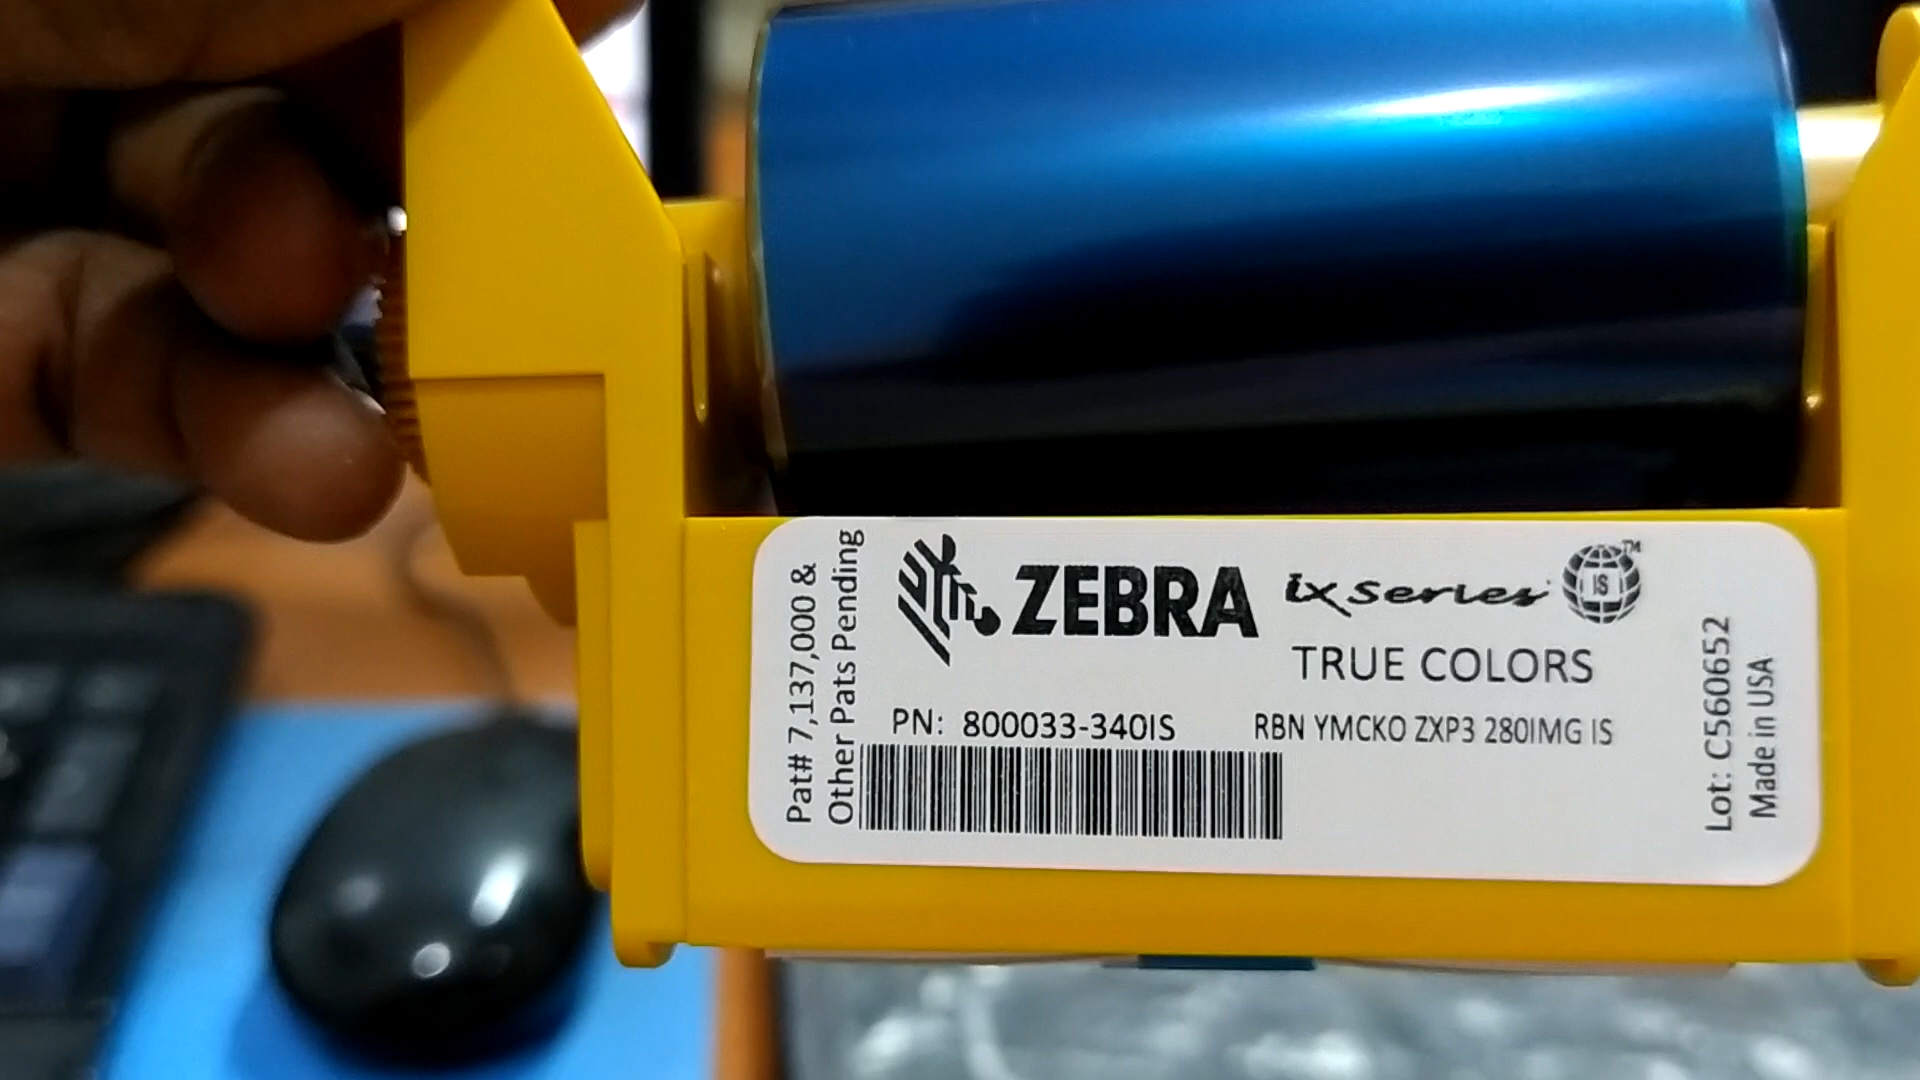 Pat# 7,137,000 &
Other Pats Pending
ZEBRA
ix series
IS
TM
TRUE COLORS
PN: 800033-340IS
RBN YMCKO ZXP3 280IMG IS
Lot: C560652
Made in USA